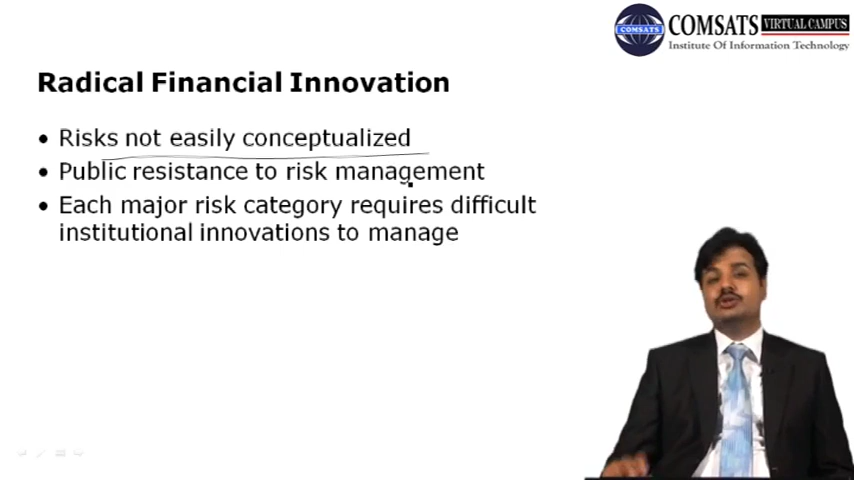 COMSATS VIRTUAL CAMPUS
COMSATS
Institute Of Information Technology
Radical Financial Innovation
• Risks not easily conceptualized
• Public resistance to risk management
• Each major risk category requires difficult
institutional innovations to manage